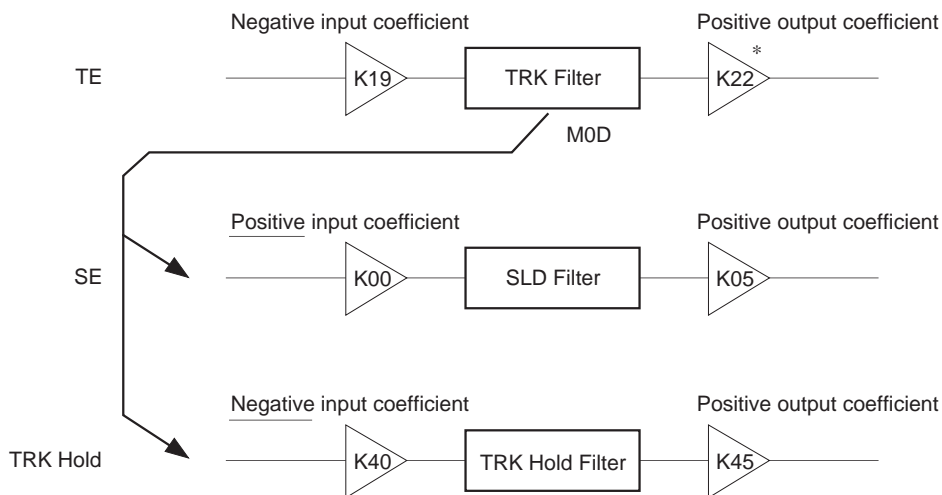 Negative input coefficient Positive output coefficient
TE K19 TRK Filter K22 *
M0D
Positive input coefficient Positive output coefficient
SE K00 SLD Filter K05
Negative input coefficient Positive output coefficient
TRK Hold K40 TRK Hold Filter K45